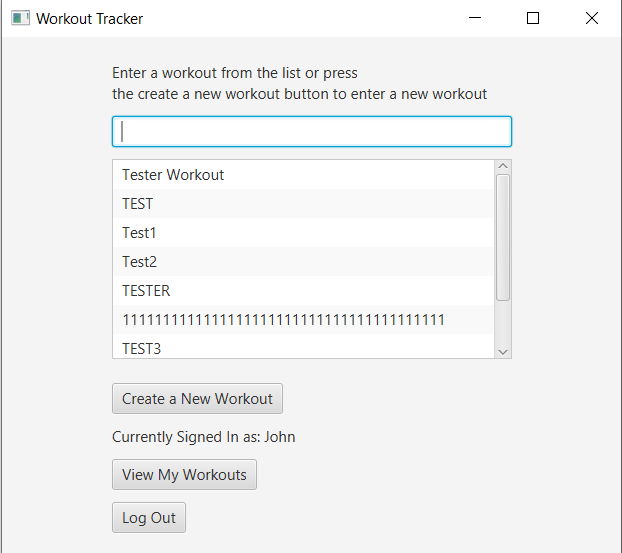 Workout Tracker
Enter a workout from the list or press
the create a new workout button to enter a new workout
Tester Workout
TEST
Test1
Test2
TESTER
1111111111111111111111111111111111111111
TEST3
Create a New Workout
Currently Signed In as: John
View My Workouts
Log Out